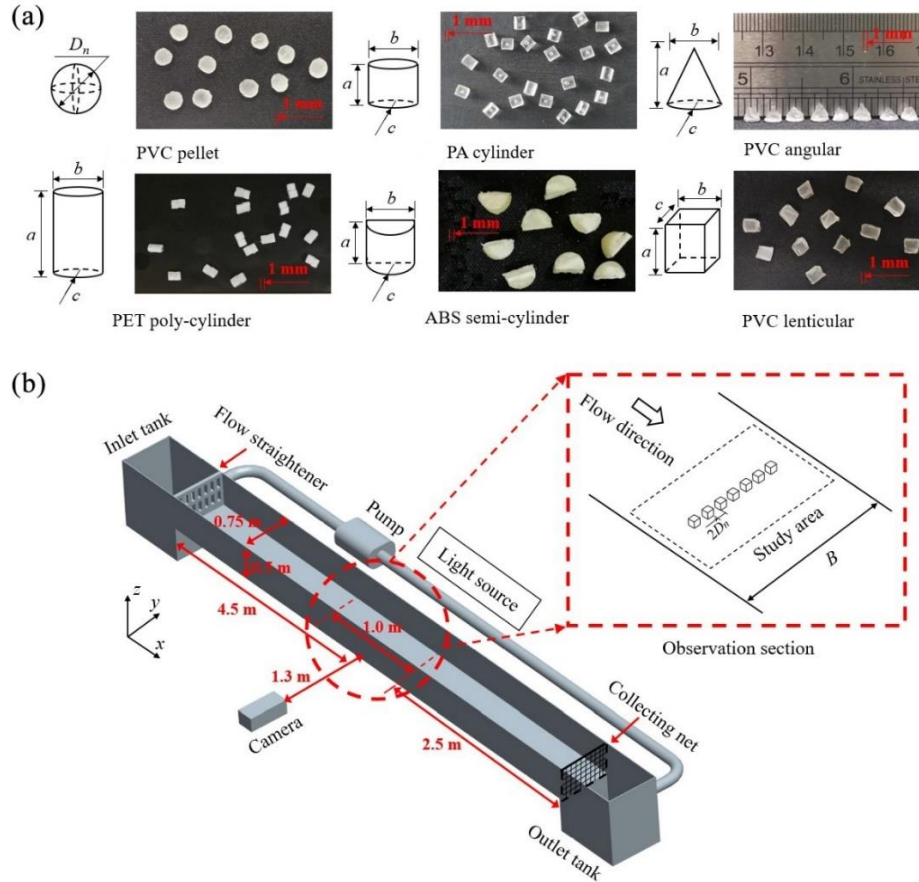 (a)
Dn
1 mm
PVC pellet
b
a
c
1 mm
PA cylinder
b
a
c
13 14 15 16
1 mm
5 6
STAINLESS STE
PVC angular
b
a
c
1 mm
PET poly-cylinder
b
a
c
1 mm
ABS semi-cylinder
c
b
a
1 mm
PVC lenticular
(b)
Inlet tank
Flow straightener
Pump
Light source
0.75 m
4.5 m
1.0 m
1.3 m
2.5 m
Camera
z
y
x
Collecting net
Outlet tank
Flow direction
2Dn
Study area
B
Observation section